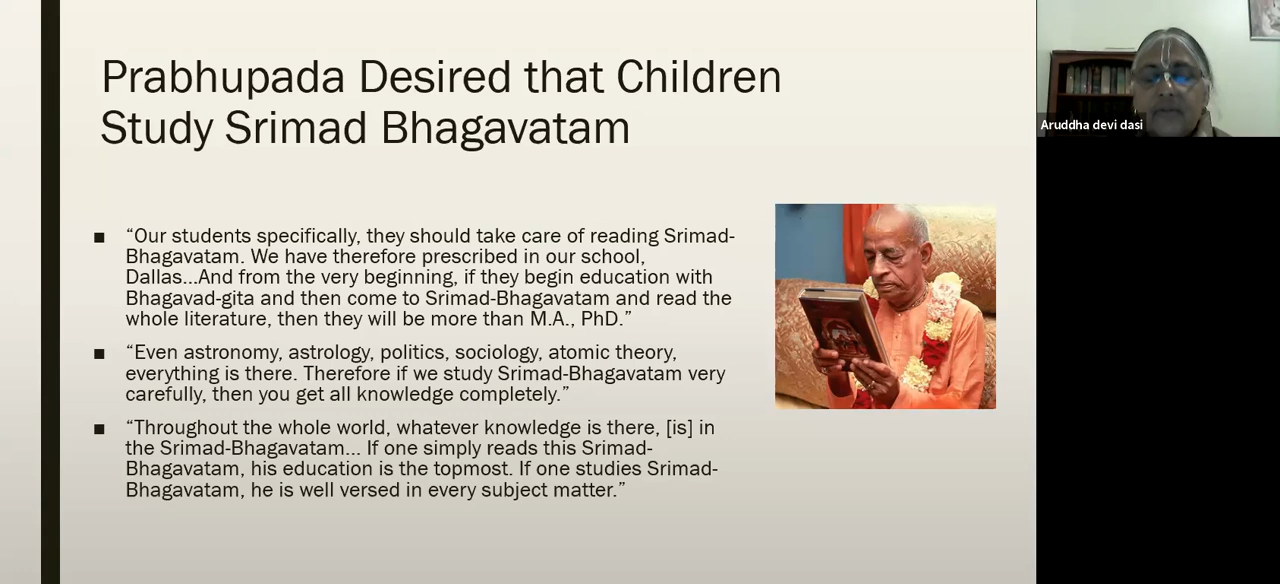 Prabhupada Desired that Children
Study Srimad Bhagavatam
“Our students specifically, they should take care of reading Srimad-
Bhagavatam. We have therefore prescribed in our school,
Dallas...And from the very beginning, if they begin education with
Bhagavad-gita and then come to Srimad-Bhagavatam and read the
whole literature, then they will be more than M.A., PhD.”
“Even astronomy, astrology, politics, sociology, atomic theory,
everything is there. Therefore if we study Srimad-Bhagavatam very
carefully, then you get all knowledge completely.”
“Throughout the whole world, whatever knowledge is there, [is] in
the Srimad-Bhagavatam... If one simply reads this Srimad-
Bhagavatam, his education is the topmost. If one studies Srimad-
Bhagavatam, he is well versed in every subject matter.”
Aruddha devi dasi